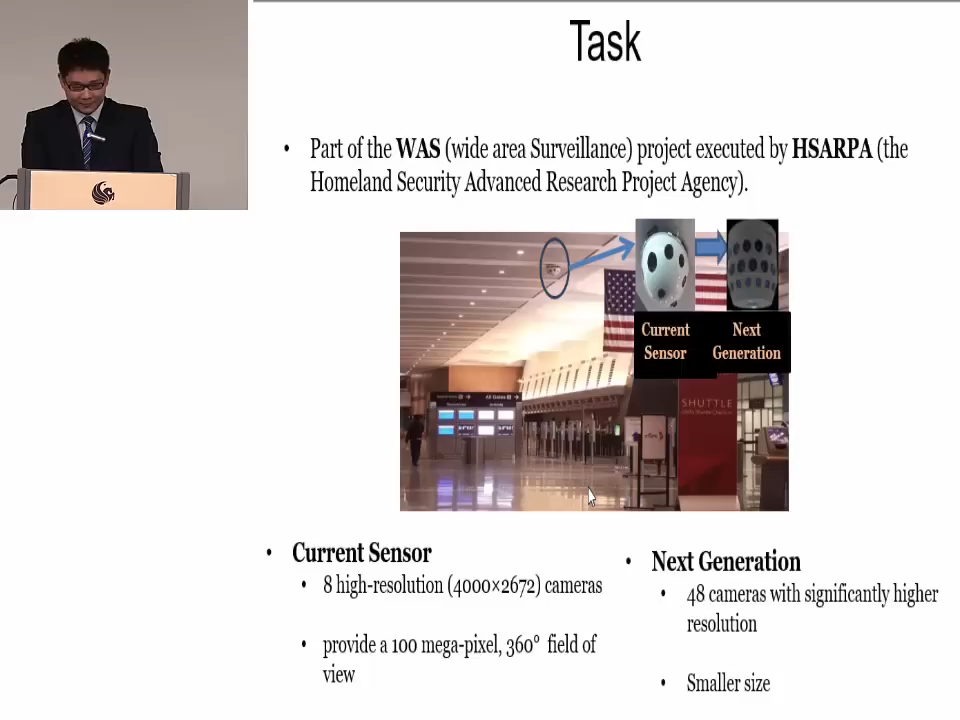 Task
• Part of the WAS (wide area Surveillance) project executed by HSARPA (the
Homeland Security Advanced Research Project Agency).
Current
Sensor
Next
Generation
SHUTTLE
• Current Sensor
• 8 high-resolution (4000×2672) cameras
• provide a 100 mega-pixel, 360° field of
view
• Next Generation
• 48 cameras with significantly higher
resolution
• Smaller size